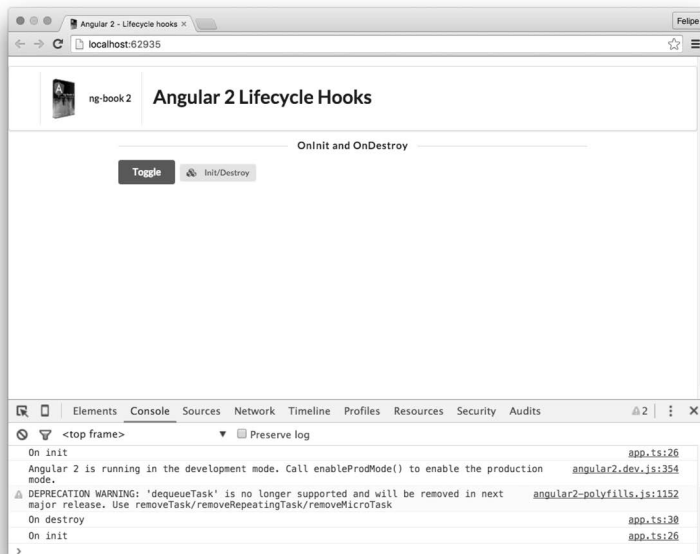 Angular 2 - Lifecycle hooks
Felipe
localhost:62935
A
ng-book 2
Angular 2 Lifecycle Hooks
OnInit and OnDestroy
Toggle
Init/Destroy
Elements Console Sources Network Timeline Profiles Resources Security Audits
2
<top frame>
Preserve log
On init app.ts:26
Angular 2 is running in the development mode. Call enableProdMode() to enable the production angular2.dev.js:354
mode.
DEPRECATION WARNING: 'dequeueTask' is no longer supported and will be removed in next angular2-polyfills.js:1152
major release. Use removeTask/removeRepeatingTask/removeMicroTask
On destroy app.ts:30
On init app.ts:26
>